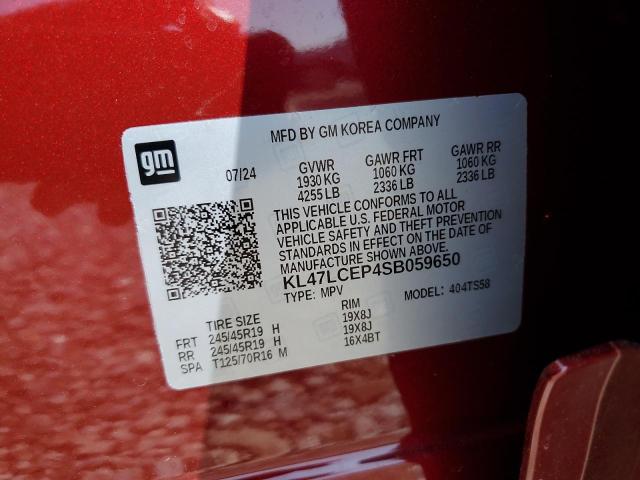 MFD BY GM KOREA COMPANY
gm
07/24
GVWR GAWR FRT GAWR RR
1930 KG 1060 KG 1060 KG
4255 LB 2336 LB 2336 LB
THIS VEHICLE CONFORMS TO ALL
APPLICABLE U.S. FEDERAL MOTOR
VEHICLE SAFETY AND THEFT PREVENTION
STANDARDS IN EFFECT ON THE DATE OF
MANUFACTURE SHOWN ABOVE.
KL47LCEP4SB059650
TYPE: MPV MODEL: 404TS58
TIRE SIZE RIM
FRT 245/45R19 H 19X8J
RR 245/45R19 H 19X8J
SPA T125/70R16 M 16X4BT